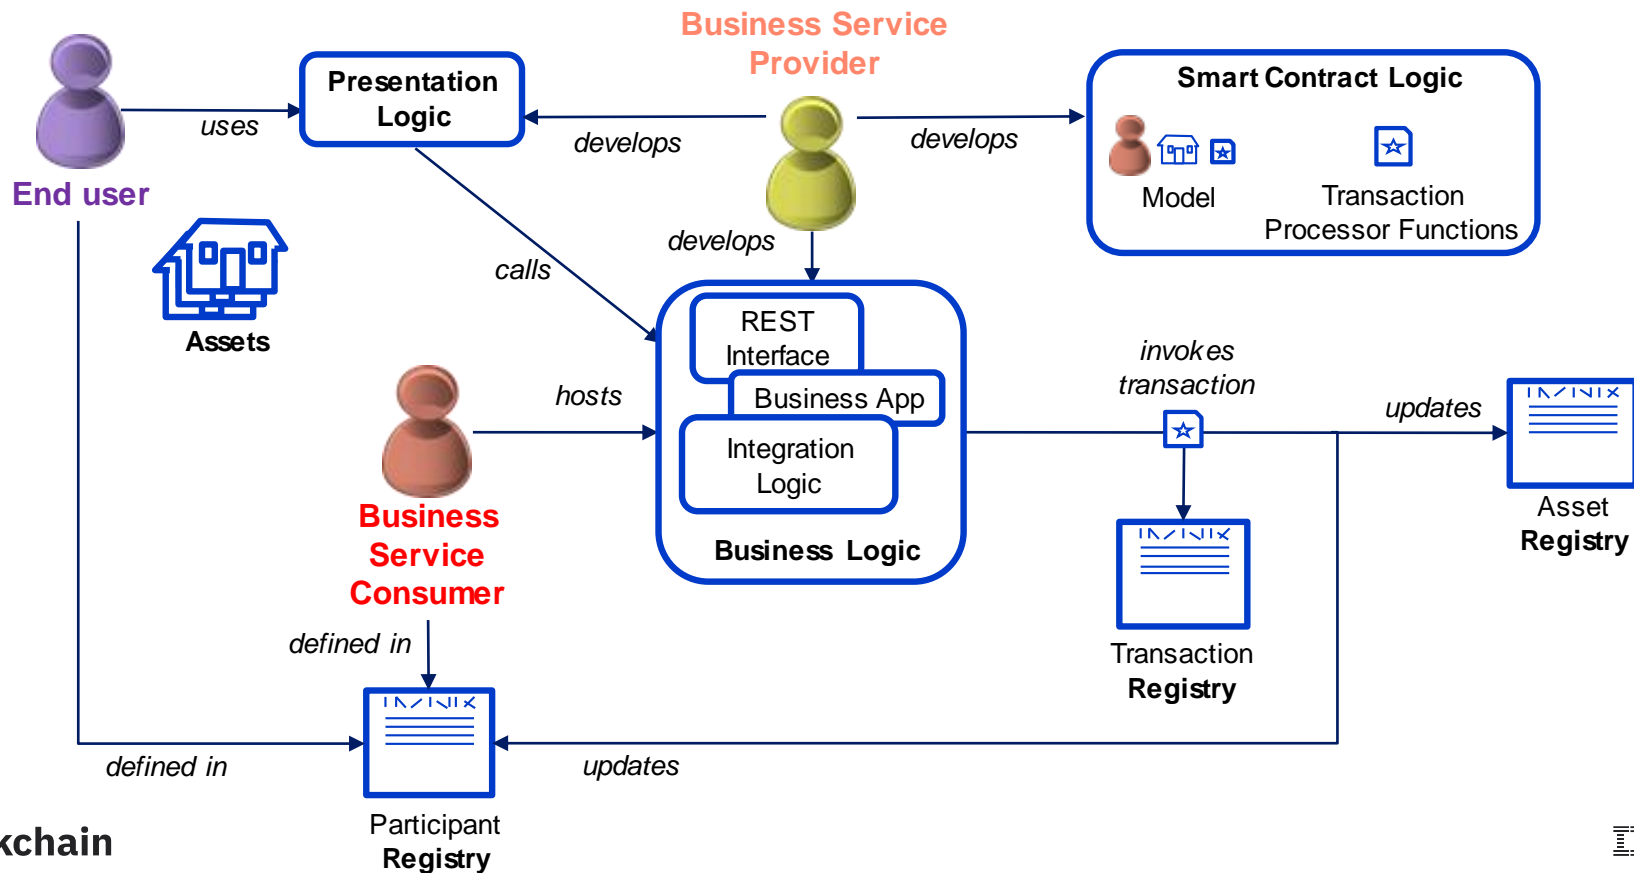 Business Service
Provider
Presentation
Logic
Smart Contract Logic
uses
develops
develops
Model
Transaction
Processor Functions
End user
develops
calls
Assets
REST
Interface
Business App
Integration
Logic
Business Logic
hosts
invokes
transaction
updates
Asset
Registry
Business
Service
Consumer
defined in
Transaction
Registry
defined in
updates
Participant
Registry
kchain